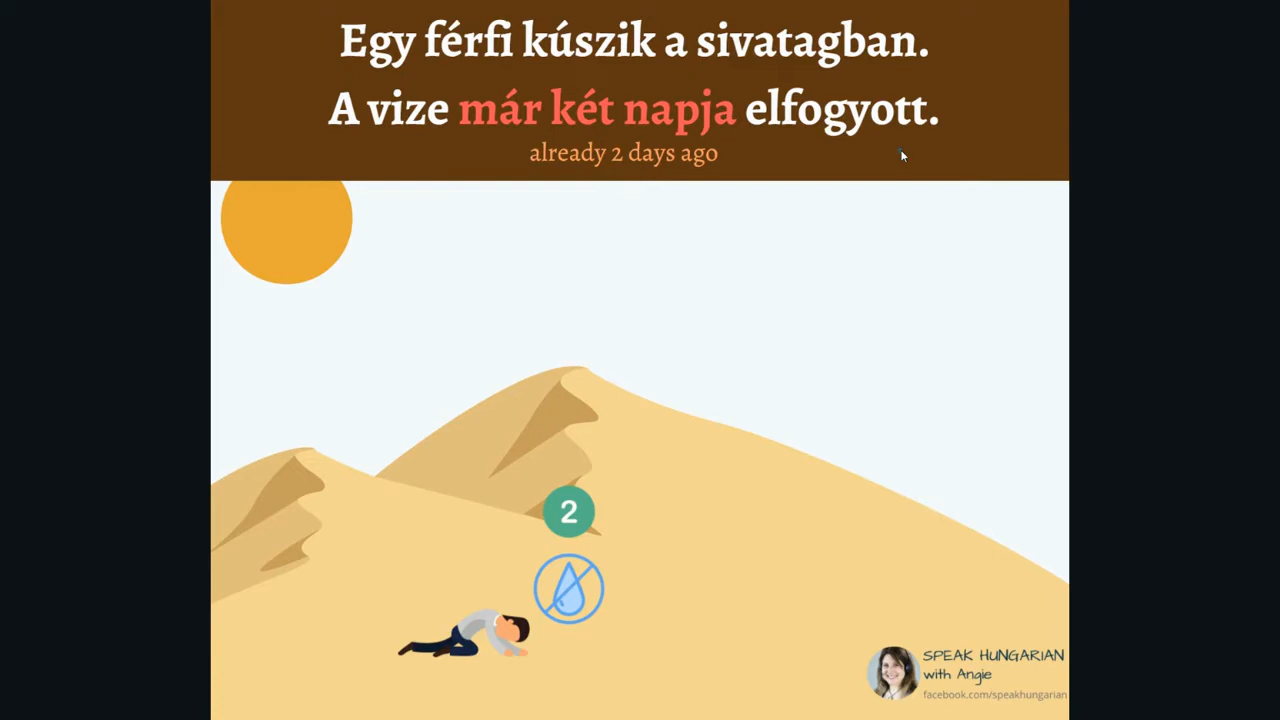 Egy férfi kúszik a sivatagban.
A vize már két napja elfogyott.
already 2 days ago
2
SPEAK HUNGARIAN
with Angie
facebook.com/speakhungarian